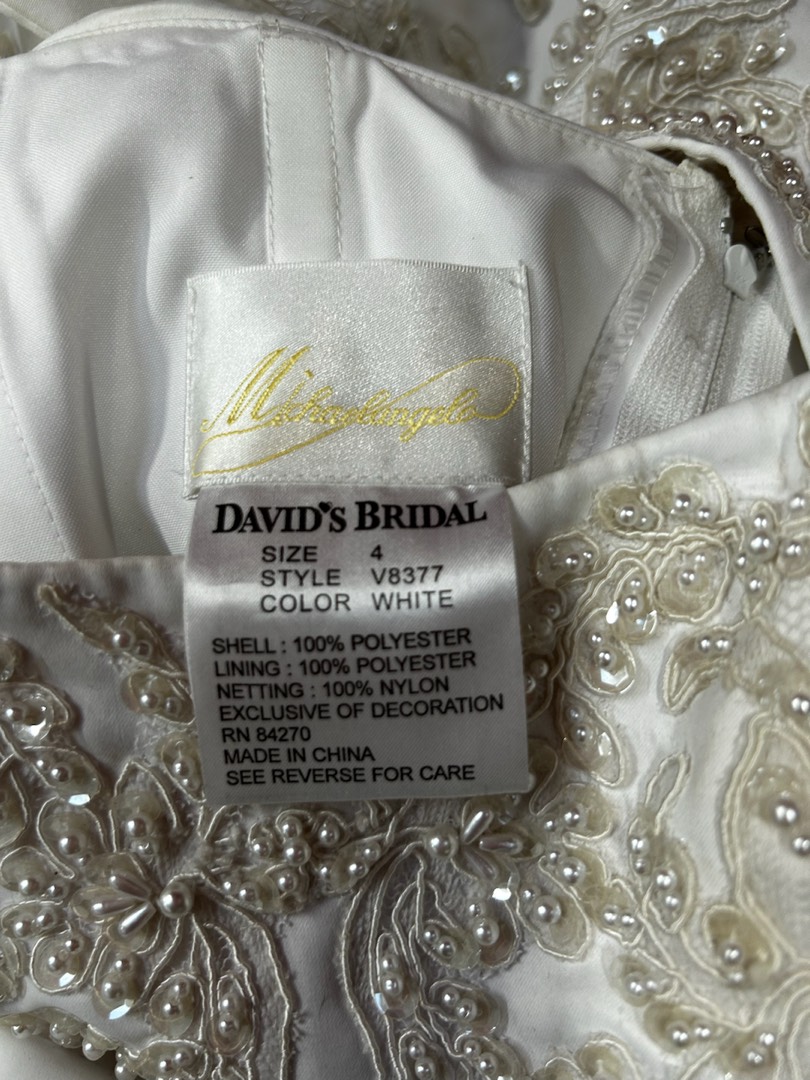 Michaelangelo
DAVID'S BRIDAL
SIZE 4
STYLE V8377
COLOR WHITE
SHELL : 100% POLYESTER
LINING : 100% POLYESTER
NETTING : 100% NYLON
EXCLUSIVE OF DECORATION
RN 84270
MADE IN CHINA
SEE REVERSE FOR CARE